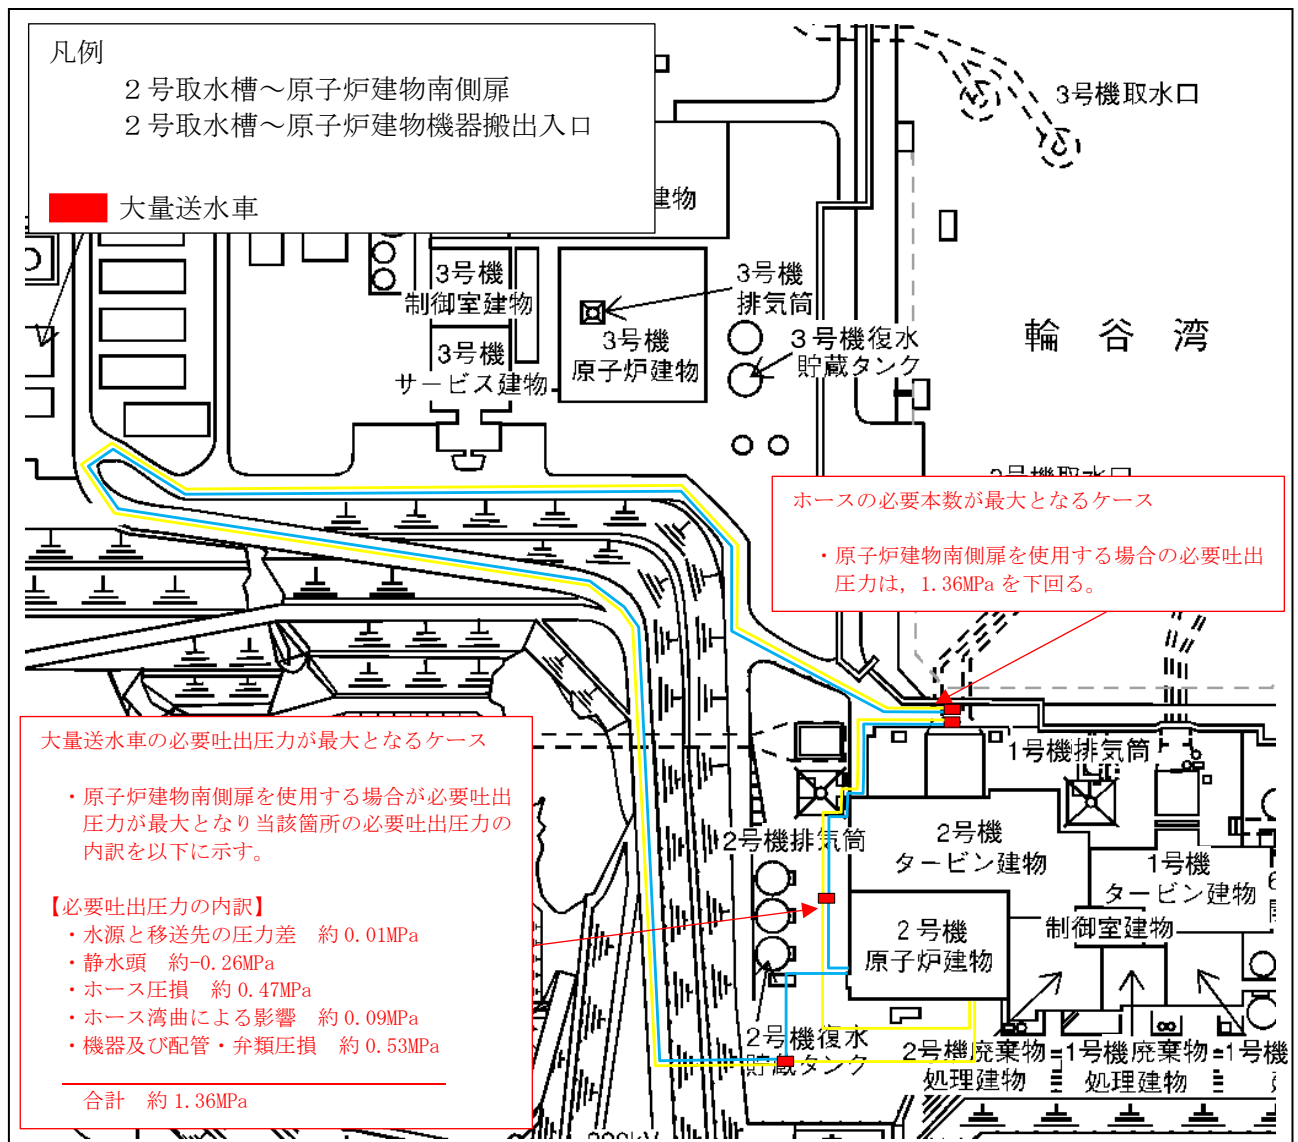 凡例
２号取水槽～原子炉建物南側扉
２号取水槽～原子炉建物機器搬出入口
大量送水車
建物
3号機取水口
3号機
制御室建物
3号機
排気筒
3号機
原子炉建物
３号機復水
貯蔵タンク
3号機
サービス建物
輪 谷 湾
2号機取水口
ホースの必要本数が最大となるケース
・原子炉建物南側扉を使用する場合の必要吐出
圧力は，1.36MPa を下回る。
大量送水車の必要吐出圧力が最大となるケース
・原子炉建物南側扉を使用する場合が必要吐出
圧力が最大となり当該箇所の必要吐出圧力の
内訳を以下に示す。
【必要吐出圧力の内訳】
・水源と移送先の圧力差　約 0.01MPa
・静水頭　約-0.26MPa
・ホース圧損　約 0.47MPa
・ホース湾曲による影響　約 0.09MPa
・機器及び配管・弁類圧損　約 0.53MPa
合計　約 1.36MPa
1号機排気筒
2号機排気筒
2号機
タービン建物
1号機
タービン建物
制御室建物
２号機
原子炉建物
2号機復水
貯蔵タンク
2号機廃棄物
処理建物
1号機廃棄物
処理建物
1号機